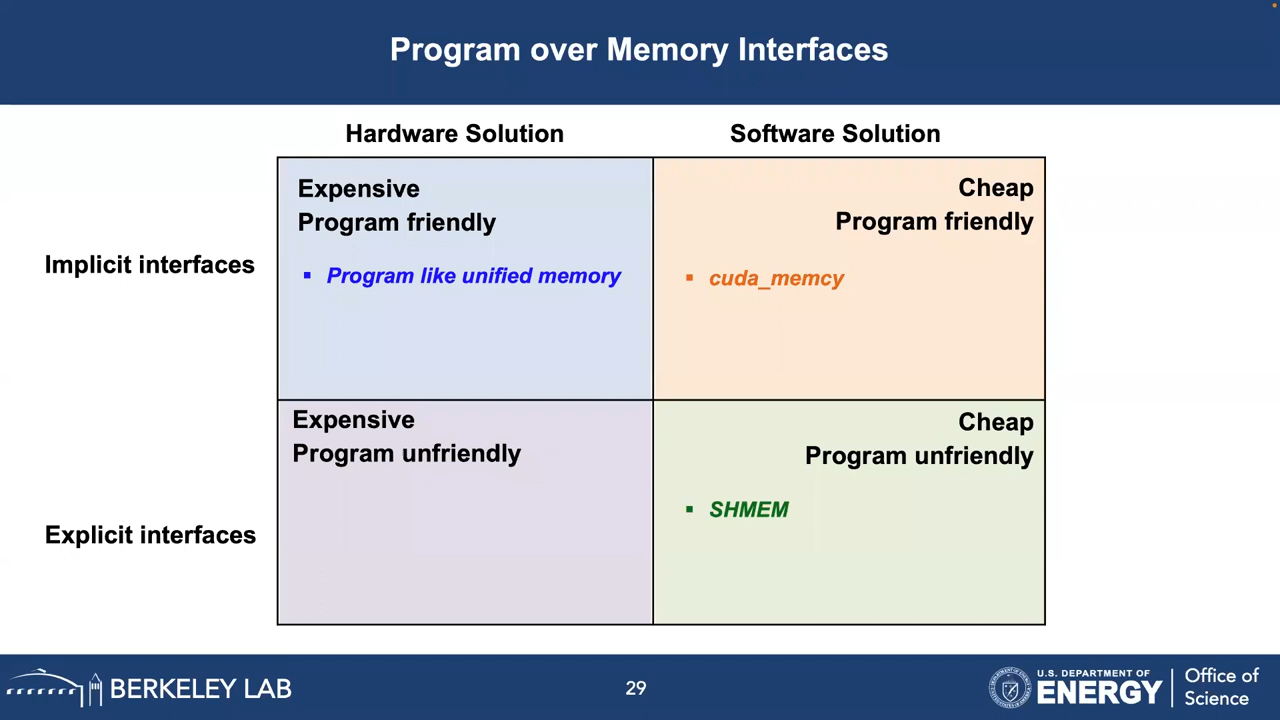 Program over Memory Interfaces
Hardware Solution
Software Solution
Implicit interfaces
Expensive
Program friendly
▪ Program like unified memory
Cheap
Program friendly
▪ cuda_memcy
Explicit interfaces
Expensive
Program unfriendly
Cheap
Program unfriendly
▪ SHMEM
BERKELEY LAB
29
U.S. DEPARTMENT OF
ENERGY
Office of
Science